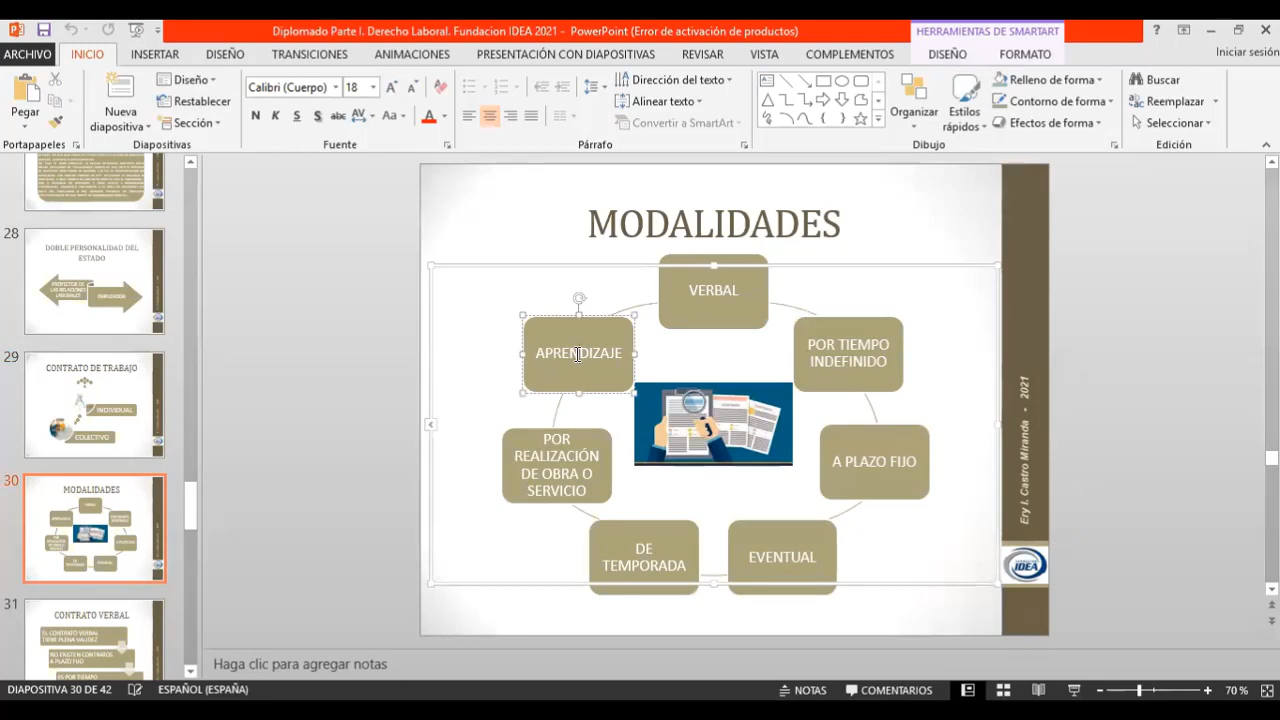 Diplomado Parte I. Derecho Laboral. Fundacion IDEA 2021 - PowerPoint (Error de activación de productos)
HERRAMIENTAS DE SMARTART
ARCHIVO
INICIO
INSERTAR
DISEÑO
TRANSICIONES
ANIMACIONES
PRESENTACIÓN CON DIAPOSITIVAS
REVISAR
VISTA
COMPLEMENTOS
DISEÑO
FORMATO
Iniciar sesión
Pegar
Nueva
diapositiva
Diseño
Restablecer
Sección
Calibri (Cuerpo)
18
Dirección del texto
Alinear texto
Convertir a SmartArt
Organizar
Estilos
rápidos
Relleno de forma
Contorno de forma
Efectos de forma
Buscar
Reemplazar
Seleccionar
Portapapeles
Diapositivas
Fuente
Párrafo
Dibujo
Edición
28
DOBLE PERSONALIDAD DEL
ESTADO
PROTECTOR DE
LAS RELACIONES
LABORALES
EMPLEADOR
29
CONTRATO DE TRABAJO
INDIVIDUAL
COLECTIVO
30
MODALIDADES
31
CONTRATO VERBAL
EL CONTRATO VERBAL
TIENE PLENA VALIDEZ
NO EXISTEN CONTRATOS
A PLAZO FIJO
ES POR TIEMPO
MODALIDADES
VERBAL
POR TIEMPO
INDEFINIDO
A PLAZO FIJO
EVENTUAL
DE
TEMPORADA
POR
REALIZACIÓN
DE OBRA O
SERVICIO
APRENDIZAJE
Ery I. Castro Miranda • 2021
IDEA
Haga clic para agregar notas
DIAPOSITIVA 30 DE 42
ESPAÑOL (ESPAÑA)
NOTAS
COMENTARIOS
70 %